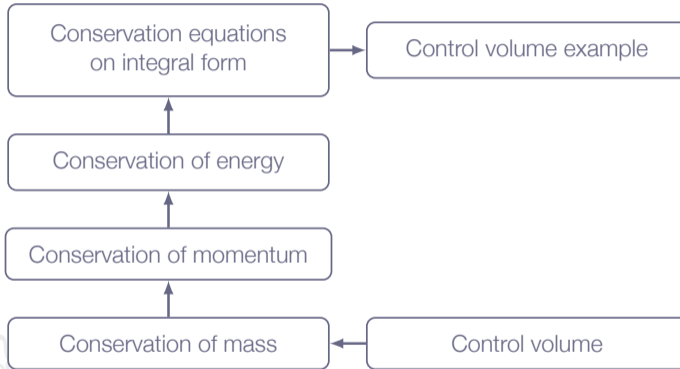 Conservation equations
on integral form
Control volume example
Conservation of energy
Conservation of momentum
Conservation of mass
Control volume